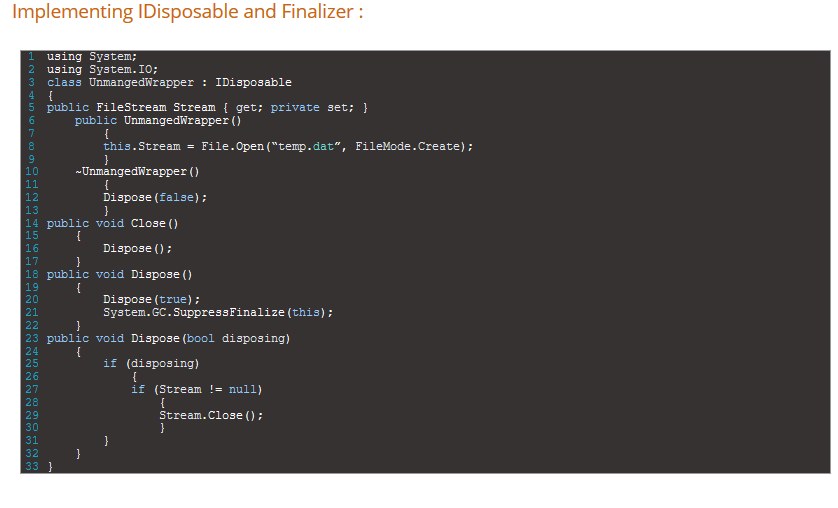 Implementing IDisposable and Finalizer :
1 using System;
2 using System.IO;
3 class UnmangedWrapper : IDisposable
4 {
5 public FileStream Stream { get; private set; }
6 public UnmangedWrapper()
7 {
8 this.Stream = File.Open(“temp.dat”, FileMode.Create);
9 }
10 ~UnmangedWrapper()
11 {
12 Dispose(false);
13 }
14 public void Close()
15 {
16 Dispose();
17 }
18 public void Dispose()
19 {
20 Dispose(true);
21 System.GC.SuppressFinalize(this);
22 }
23 public void Dispose(bool disposing)
24 {
25 if (disposing)
26 {
27 if (Stream != null)
28 {
29 Stream.Close();
30 }
31 }
32 }
33 }